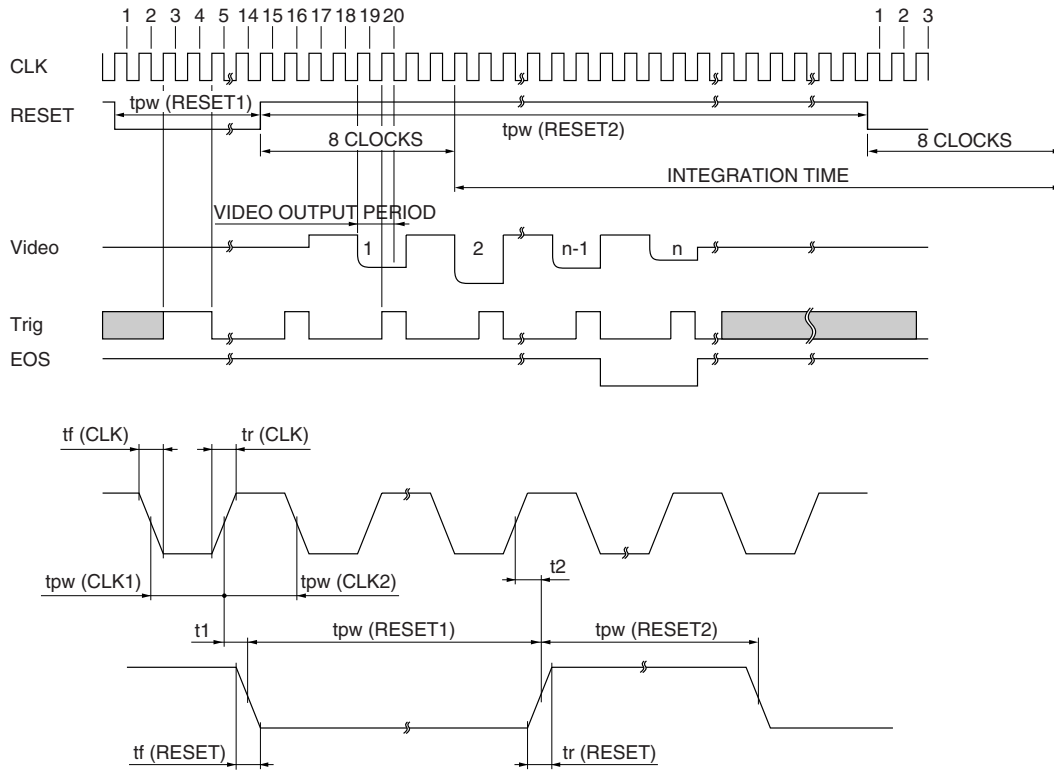 1 2 3 4 5 14 15 16 17 18 19 20 1 2 3
CLK
tpw (RESET1)
RESET
tpw (RESET2)
8 CLOCKS 8 CLOCKS
INTEGRATION TIME
VIDEO OUTPUT PERIOD
Video 1 2 n-1 n
Trig
EOS
tf (CLK) tr (CLK)
t2
tpw (CLK1) tpw (CLK2)
t1 tpw (RESET1) tpw (RESET2)
tf (RESET) tr (RESET)